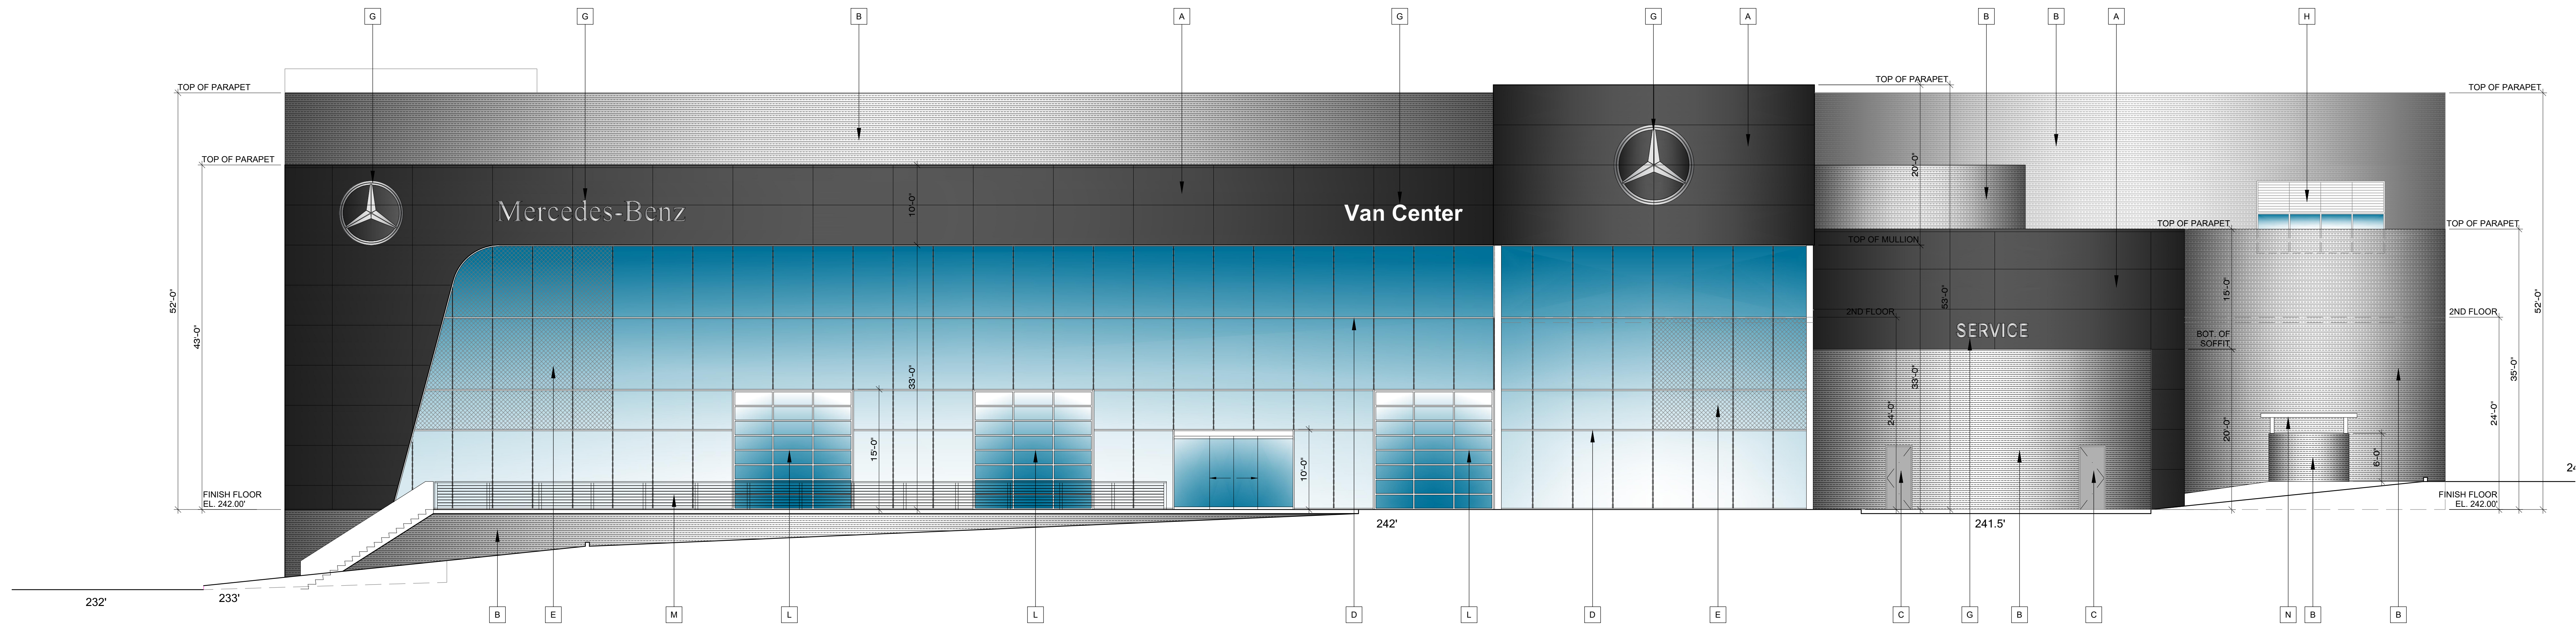 G G B A G G A B B A H
TOP OF PARAPET
TOP OF PARAPET
TOP OF PARAPET
TOP OF PARAPET
TOP OF PARAPET
TOP OF PARAPET
52'-0"
43'-0"
10'-0"
33'-0"
Mercedes-Benz
Van Center
20'-0"
53'-0"
TOP OF MULLION
2ND FLOOR
33'-0"
24'-0"
SERVICE
BOT. OF
SOFFIT
15'-0"
20'-0"
6'-0"
2ND FLOOR
24'-0"
35'-0"
52'-0"
15'-0"
10'-0"
FINISH FLOOR
EL. 242.00'
FINISH FLOOR
EL. 242.00'
242'
241.5'
232'
233'
B E M L L D L D E C G B C N B B